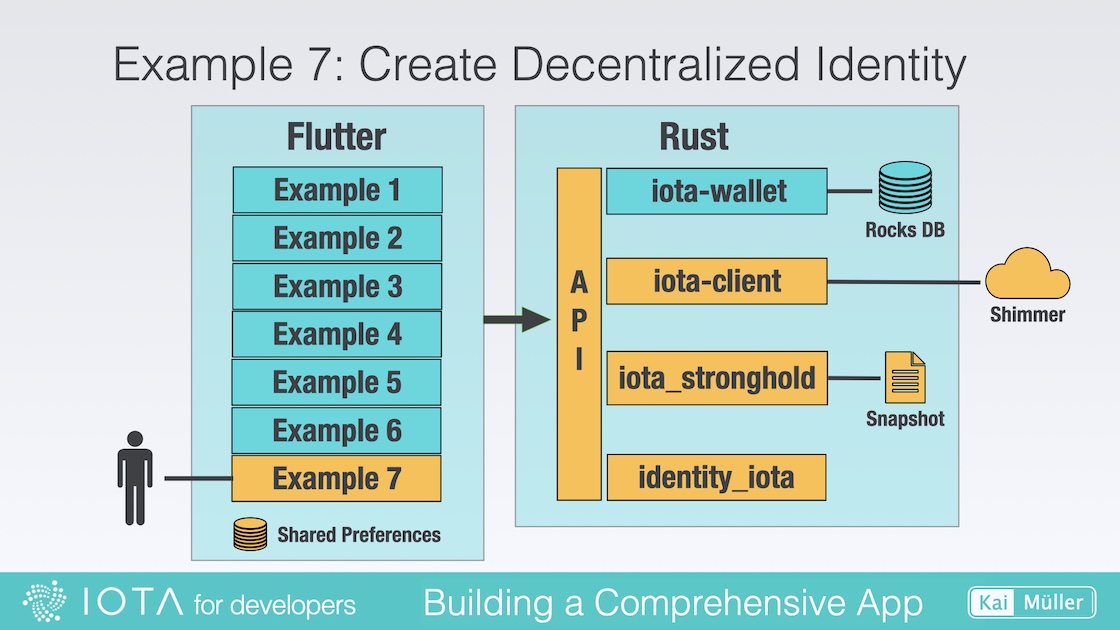 Example 7: Create Decentralized Identity
Flutter
Example 1
Example 2
Example 3
Example 4
Example 5
Example 6
Example 7
Shared Preferences
Rust
A
P
I
iota-wallet
Rocks DB
iota-client
Shimmer
iota_stronghold
Snapshot
identity_iota
IOTA for developers
Building a Comprehensive App
Kai Müller